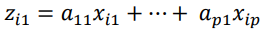 z_{i1} = a_{11}x_{i1} + ⋯ + a_{p1}x_{ip}